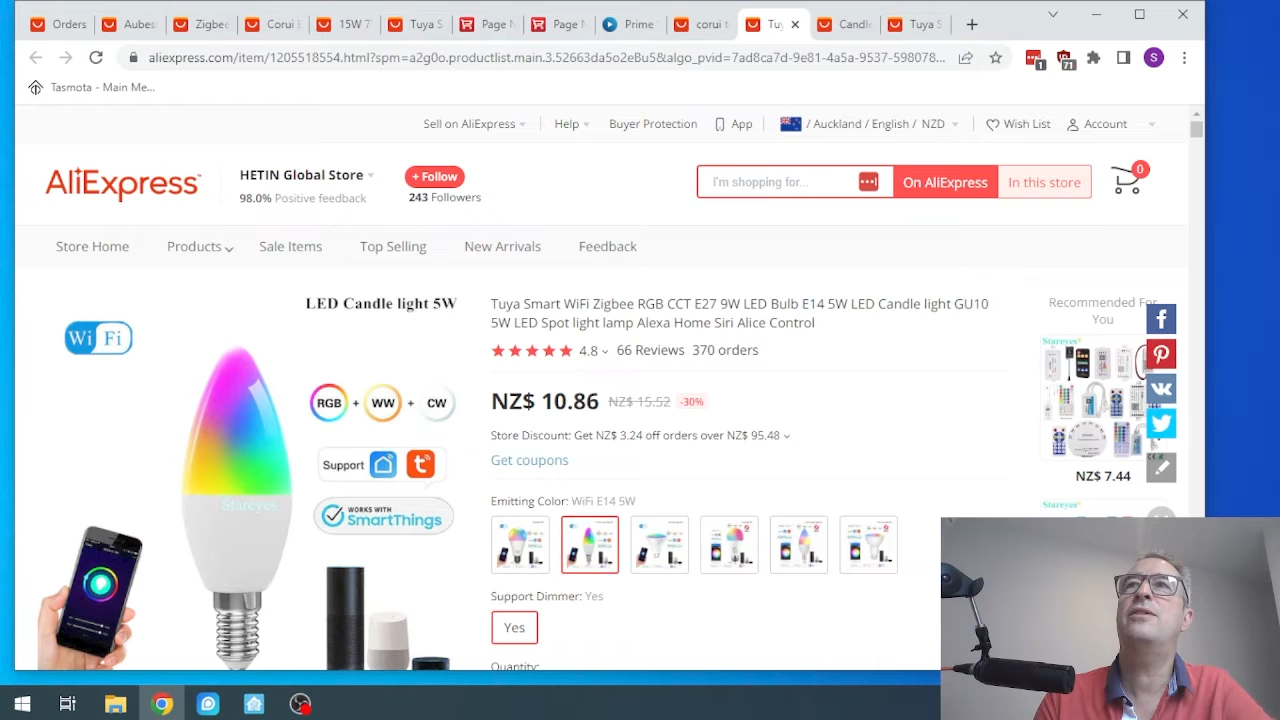 Orders
Aubes
Zigbee
Corui E
15W 7
Tuya S
Page N
Page N
Prime
corui t
Tuy
Candle
Tuya S
aliexpress.com/item/1205518554.html?spm=a2g0o.productlist.main.3.52663da5o2eBu5&algo_pvid=7ad8ca7d-9e81-4a5a-9537-598078...
1
71
S
Tasmota - Main Me...
Sell on AliExpress
Help
Buyer Protection
App
/ Auckland / English / NZD
Wish List
Account
AliExpress
HETIN Global Store
98.0% Positive feedback
+ Follow
243 Followers
I'm shopping for...
On AliExpress
In this store
0
Store Home
Products
Sale Items
Top Selling
New Arrivals
Feedback
LED Candle light 5W
WiFi
RGB + WW + CW
Support
WORKS WITH
SmartThings
Stareyes
Tuya Smart WiFi Zigbee RGB CCT E27 9W LED Bulb E14 5W LED Candle light GU10
5W LED Spot light lamp Alexa Home Siri Alice Control
4.8
66 Reviews
370 orders
NZ$ 10.86
NZ$ 15.52
-30%
Store Discount: Get NZ$ 3.24 off orders over NZ$ 95.48
Get coupons
Emitting Color: WiFi E14 5W
Support Dimmer: Yes
Yes
Quantity:
Recommended For
You
Stareyes
NZ$ 7.44
Stareyes